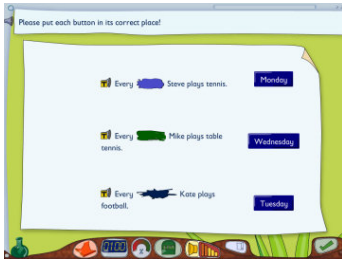 Please put each button in its correct place!
Every Steve plays tennis.
Monday
Every Mike plays table
tennis.
Wednesday
Every Kate plays
football.
Tuesday